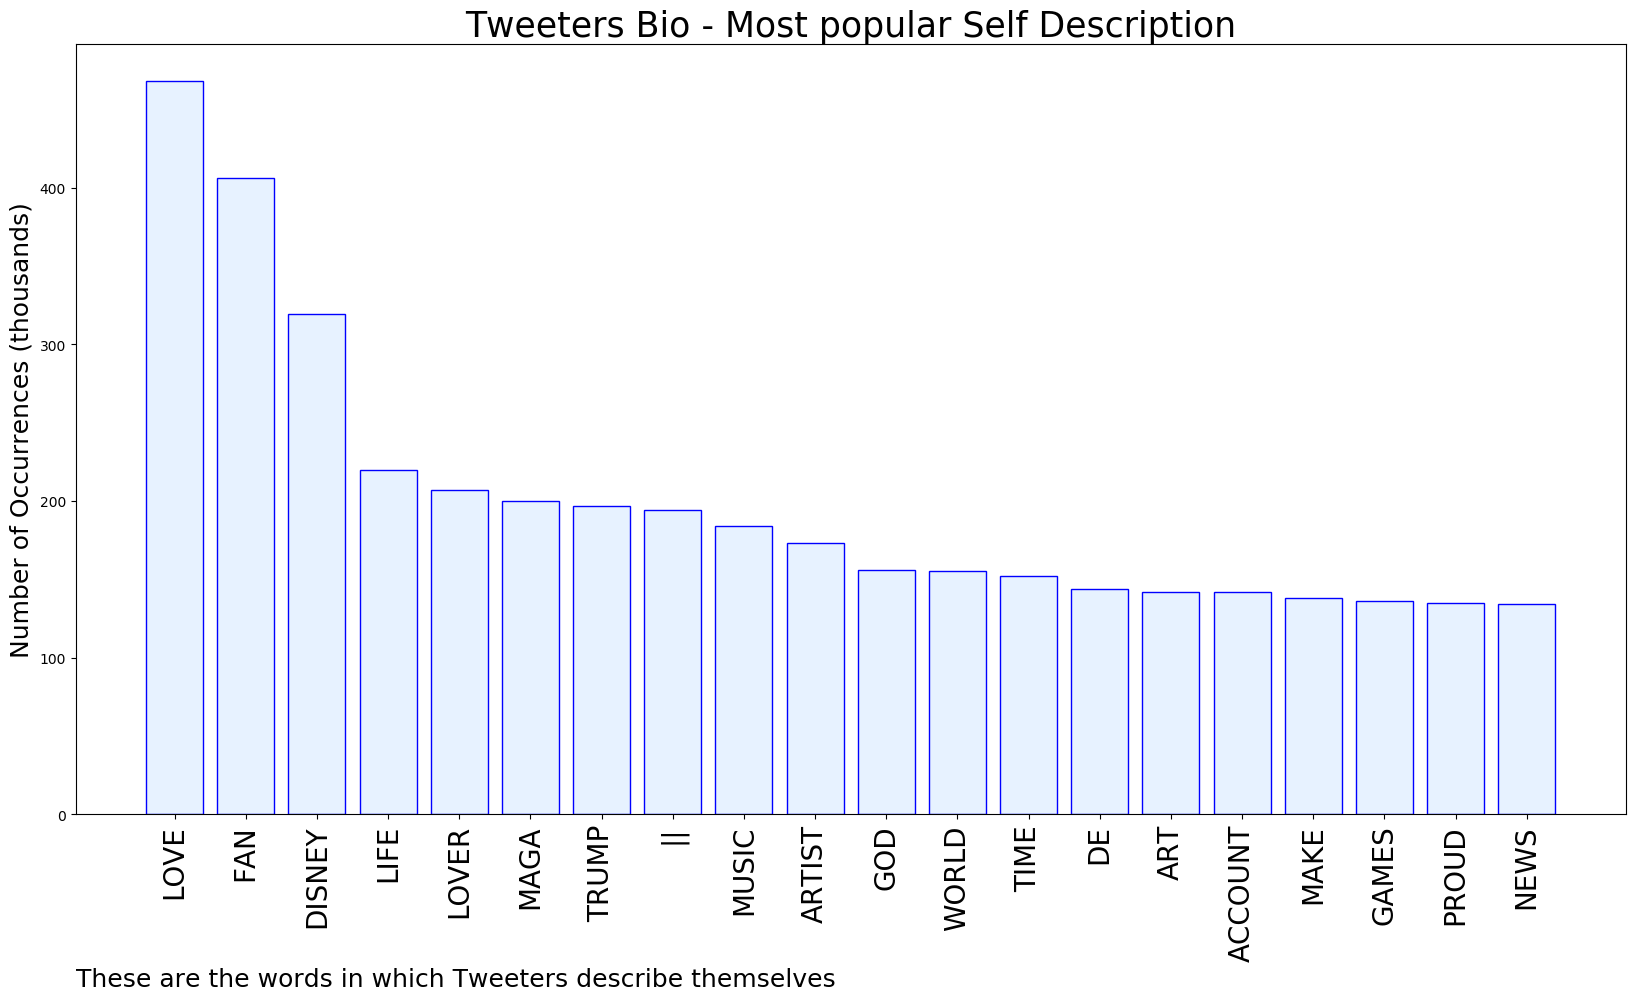 Tweeters Bio - Most popular Self Description
Number of Occurrences (thousands)
400
300
200
100
0
LOVE
FAN
DISNEY
LIFE
LOVER
MAGA
TRUMP
||
MUSIC
ARTIST
GOD
WORLD
TIME
DE
ART
ACCOUNT
MAKE
GAMES
PROUD
NEWS
These are the words in which Tweeters describe themselves